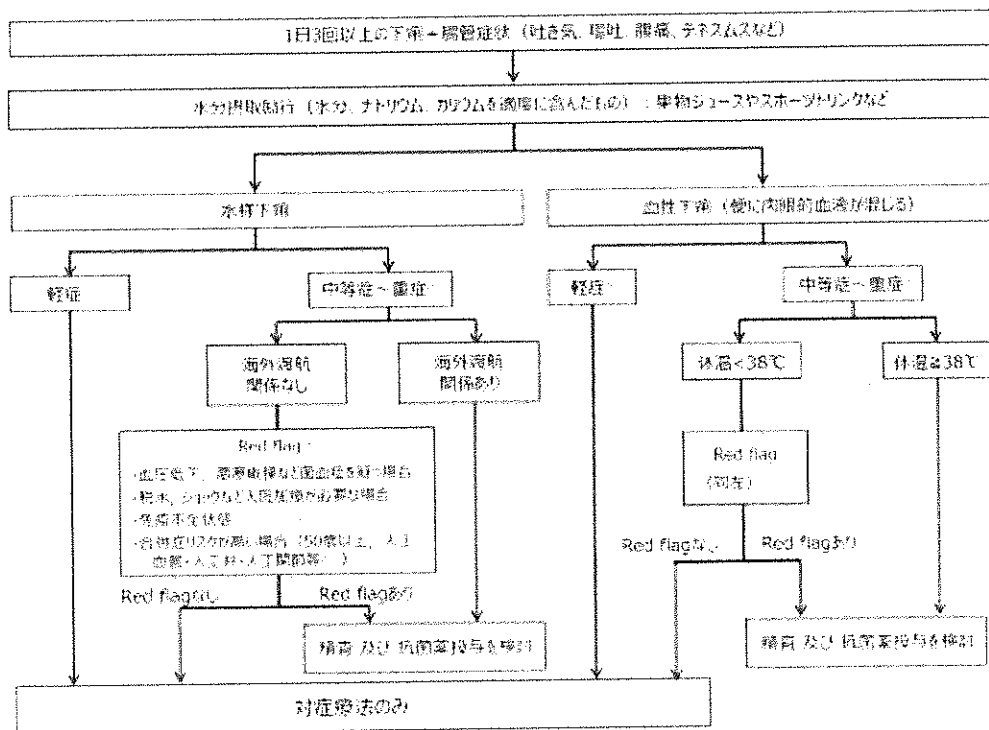 1日3回以上の下痢＋腸管症状（吐き気、嘔吐、腹痛、テネスムスなど）
水分摂取励行（水分、ナトリウム、カリウムを適度に含んだもの）：果物ジュースやスポーツドリンクなど
水様下痢
血性下痢（便に肉眼的血液が混じる）
軽症
中等症～重症
軽症
中等症～重症
海外渡航
関係なし
海外渡航
関係あり
体温<38℃
体温≧38℃
Red flag
・血圧低下、悪寒戦慄など菌血症を疑う場合
・脱水、ショックなど入院加療が必要な場合
・免疫不全状態
・合併症リスクが高い場合（50歳以上、人工
血管・人工弁・人工関節等）
Red flag
（同左）
Red flagなし
Red flagあり
Red flagなし
Red flagあり
精査 及び 抗菌薬投与を検討
精査 及び 抗菌薬投与を検討
対症療法のみ